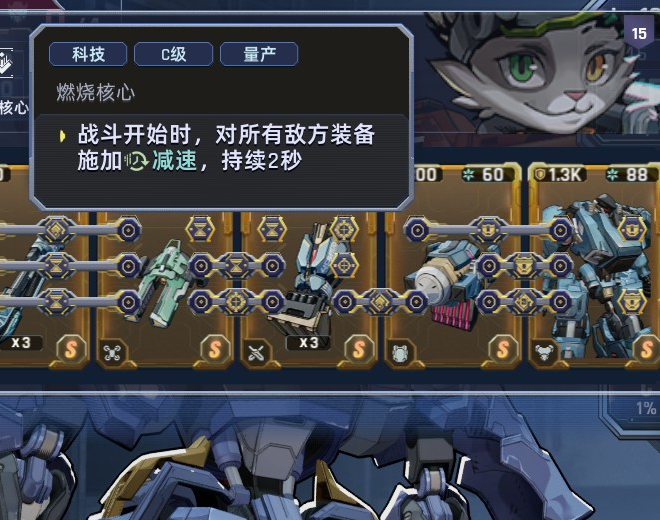 15
科技 C级 量产
燃烧核心
核心
战斗开始时，对所有敌方装备
施加减速，持续2秒
0 00 60 1.3K 88
x3 S S x3 S S S
1%